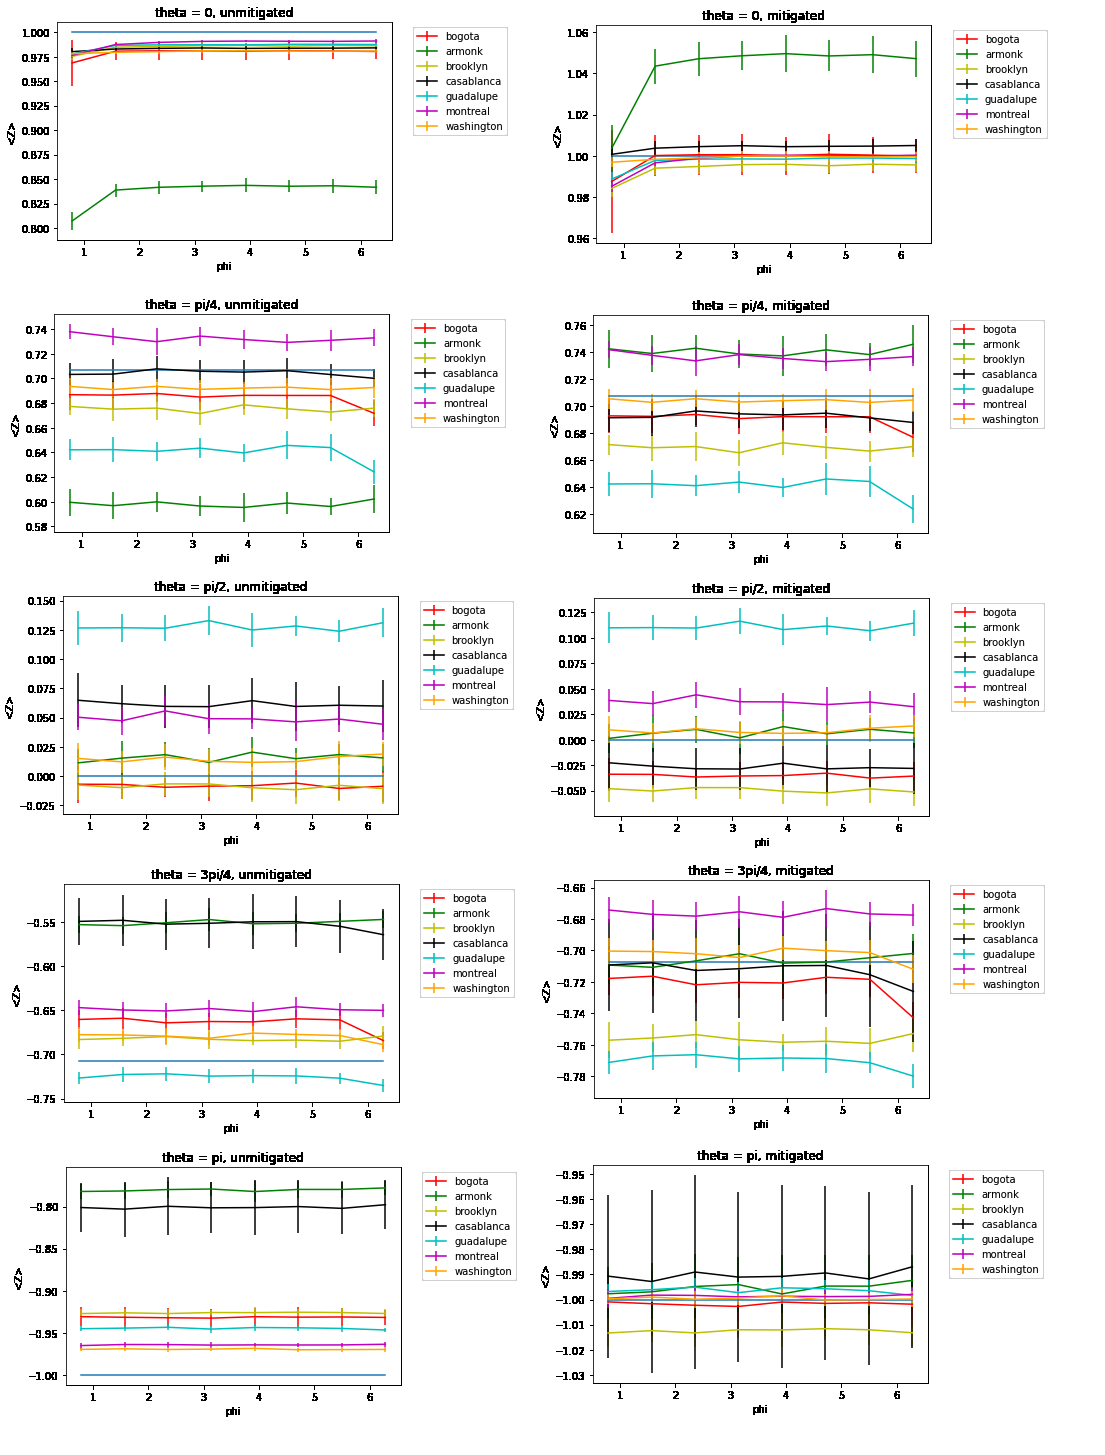 theta = 0, unmitigated
<Z>
1.000
0.975
0.950
0.925
0.900
0.875
0.850
0.825
0.800
1 2 3 4 5 6
phi
bogota
armonk
brooklyn
casablanca
guadalupe
montreal
washington
theta = 0, mitigated
<Z>
1.06
1.04
1.02
1.00
0.98
0.96
1 2 3 4 5 6
phi
bogota
armonk
brooklyn
casablanca
guadalupe
montreal
washington
theta = pi/4, unmitigated
<Z>
0.74
0.72
0.70
0.68
0.66
0.64
0.62
0.60
0.58
1 2 3 4 5 6
phi
bogota
armonk
brooklyn
casablanca
guadalupe
montreal
washington
theta = pi/4, mitigated
<Z>
0.76
0.74
0.72
0.70
0.68
0.66
0.64
0.62
1 2 3 4 5 6
phi
bogota
armonk
brooklyn
casablanca
guadalupe
montreal
washington
theta = pi/2, unmitigated
<Z>
0.150
0.125
0.100
0.075
0.050
0.025
0.000
−0.025
1 2 3 4 5 6
phi
bogota
armonk
brooklyn
casablanca
guadalupe
montreal
washington
theta = pi/2, mitigated
<Z>
0.125
0.100
0.075
0.050
0.025
0.000
−0.025
−0.050
1 2 3 4 5 6
phi
bogota
armonk
brooklyn
casablanca
guadalupe
montreal
washington
theta = 3pi/4, unmitigated
<Z>
−0.55
−0.60
−0.65
−0.70
−0.75
1 2 3 4 5 6
phi
bogota
armonk
brooklyn
casablanca
guadalupe
montreal
washington
theta = 3pi/4, mitigated
<Z>
−0.66
−0.68
−0.70
−0.72
−0.74
−0.76
−0.78
1 2 3 4 5 6
phi
bogota
armonk
brooklyn
casablanca
guadalupe
montreal
washington
theta = pi, unmitigated
<Z>
−0.80
−0.85
−0.90
−0.95
−1.00
1 2 3 4 5 6
phi
bogota
armonk
brooklyn
casablanca
guadalupe
montreal
washington
theta = pi, mitigated
<Z>
−0.95
−0.96
−0.97
−0.98
−0.99
−1.00
−1.01
−1.02
−1.03
1 2 3 4 5 6
phi
bogota
armonk
brooklyn
casablanca
guadalupe
montreal
washington